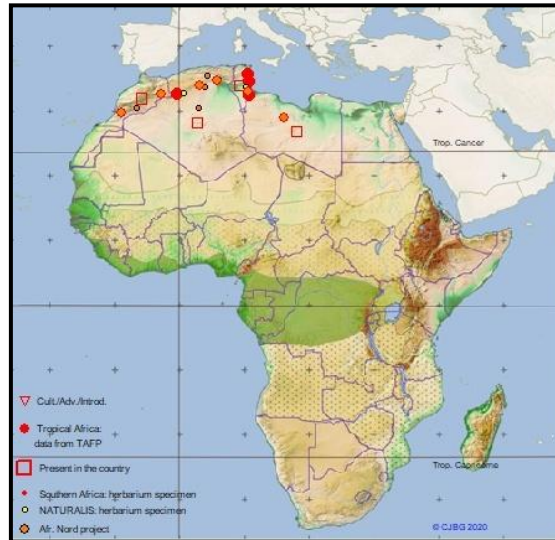 Trop. Cancer
Cult./Adv./Introd.
Tropical Africa:
data from TAFP
Present in the country
Trop. Capricorne
Southern Africa: herbarium specimen
NATURALIS: herbarium specimen
Afr. Nord project
© CJBG 2020